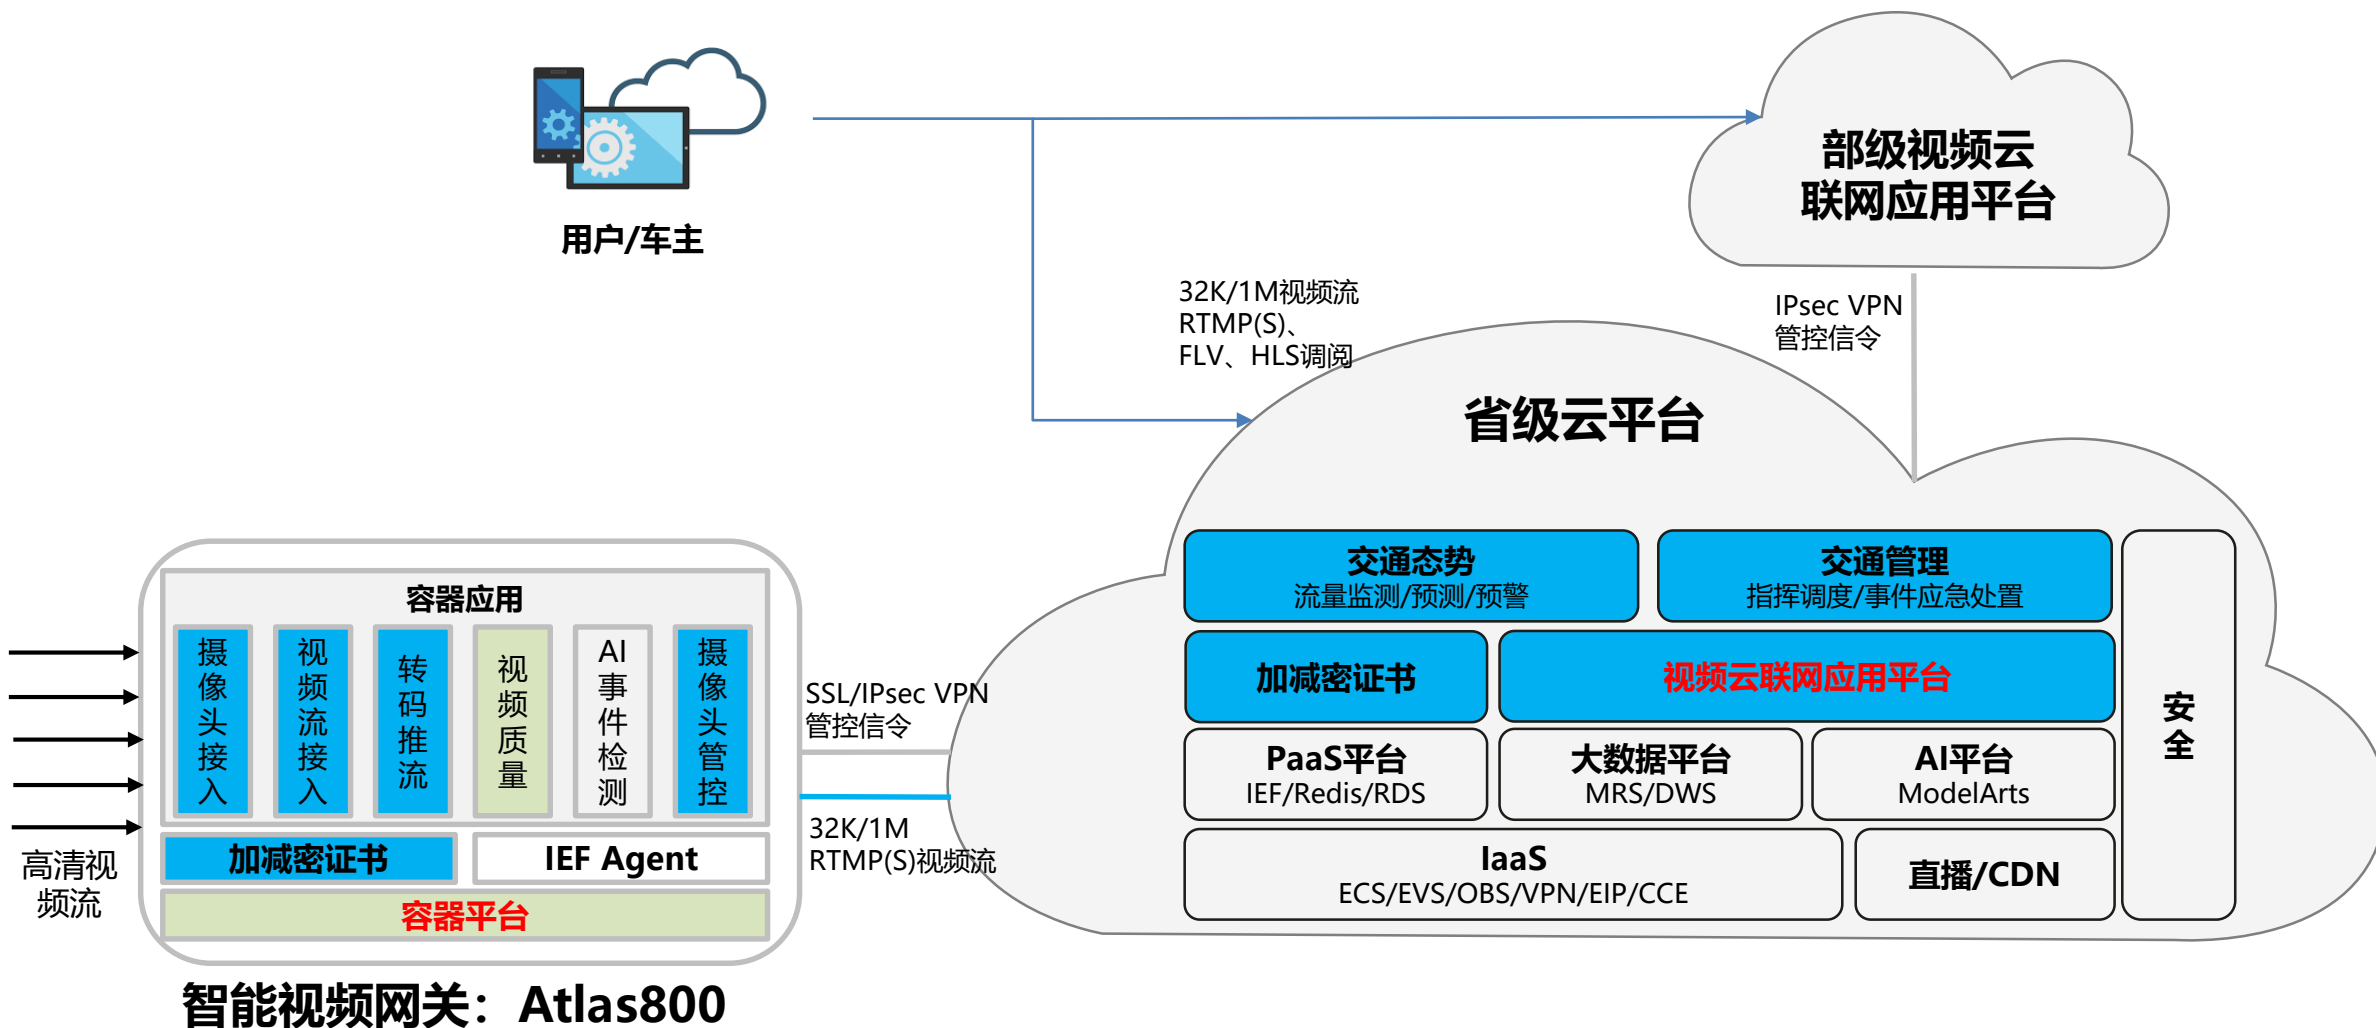 部级视频云
联网应用平台
用户/车主
32K/1M视频流
RTMP(S)、
FLV、HLS调阅
IPsec VPN
管控信令
省级云平台
交通态势
流量监测/预测/预警
交通管理
指挥调度/事件应急处置
加减密证书
视频云联网应用平台
安全
PaaS平台
IEF/Redis/RDS
大数据平台
MRS/DWS
AI平台
ModelArts
IaaS
ECS/EVS/OBS/VPN/EIP/CCE
直播/CDN
SSL/IPsec VPN
管控信令
32K/1M
RTMP(S)视频流
容器应用
摄像头接入
视频流接入
转码推流
视频质量
AI事件检测
摄像头管控
加减密证书
IEF Agent
容器平台
高清视
频流
智能视频网关：Atlas800